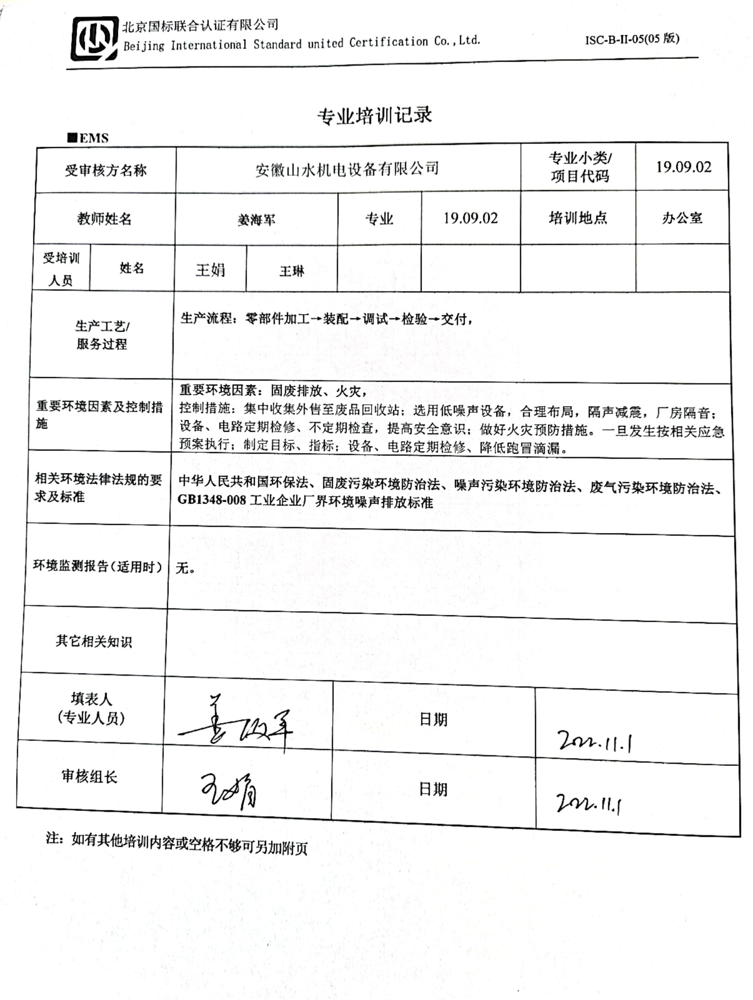 北京国标联合认证有限公司
Beijing International Standard united Certification Co.,Ltd.
ISC-B-II-05(05 版)
专业培训记录
■EMS
受审核方名称
安徽山水机电设备有限公司
专业小类/
项目代码
19.09.02
教师姓名
姜海军
专业
19.09.02
培训地点
办公室
受培训
人员
姓名
王娟
王琳
生产工艺/
服务过程
生产流程：零部件加工→装配→调试→检验→交付，
重要环境因素及控制措
施
重要环境因素：固废排放、火灾，
控制措施：集中收集外售至废品回收站；选用低噪声设备，合理布局，隔声减震，厂房隔音；
设备、电路定期检修、不定期检查，提高安全意识；做好火灾预防措施。一旦发生按相关应急
预案执行；制定目标、指标；设备、电路定期检修、降低跑冒滴漏。
相关环境法律法规的要
求及标准
中华人民共和国环保法、固废污染环境防治法、噪声污染环境防治法、废气污染环境防治法、
GB1348-008 工业企业厂界环境噪声排放标准
环境监测报告（适用时）
无。
其它相关知识
填表人
（专业人员）
姜海军
日期
2022.11.1
审核组长
王娟
日期
2022.11.1
注：如有其他培训内容或空格不够可另加附页